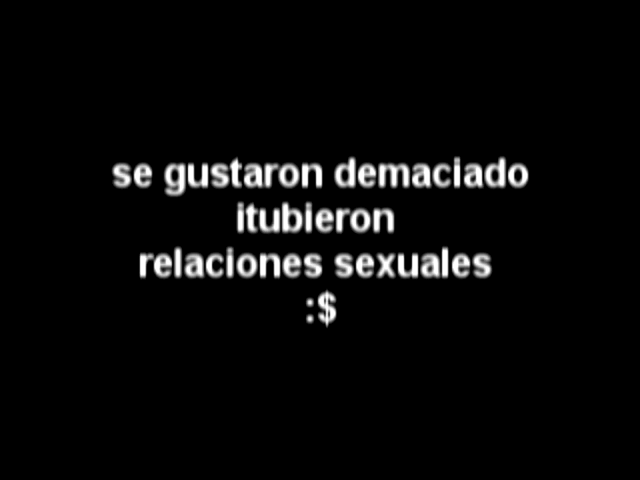 se gustaron demaciado
itubieron
relaciones sexuales
:$